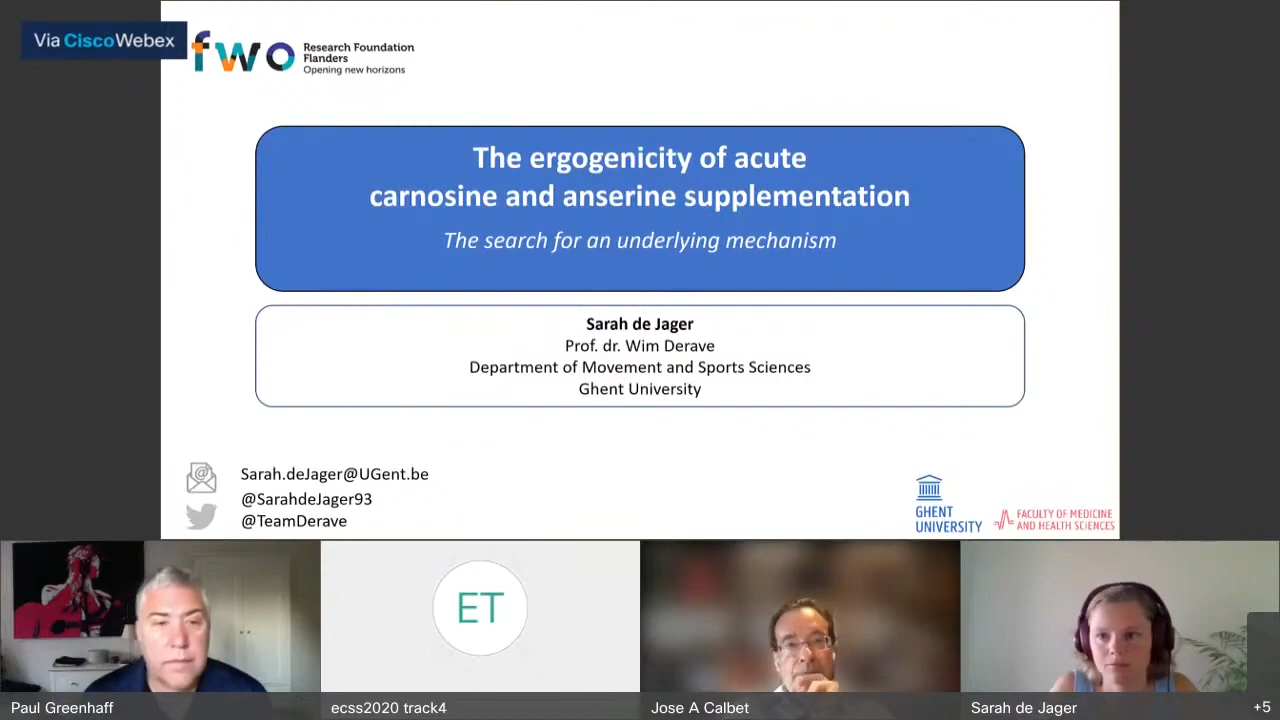 Via CiscoWebex
fwo
Research Foundation
Flanders
Opening new horizons
The ergogenicity of acute
carnosine and anserine supplementation
The search for an underlying mechanism
Sarah de Jager
Prof. dr. Wim Derave
Department of Movement and Sports Sciences
Ghent University
Sarah.deJager@UGent.be
@SarahdeJager93
@TeamDerave
GHENT
UNIVERSITY
FACULTY OF MEDICINE
AND HEALTH SCIENCES
ET
Paul Greenhaff
ecss2020 track4
Jose A Calbet
Sarah de Jager
+5